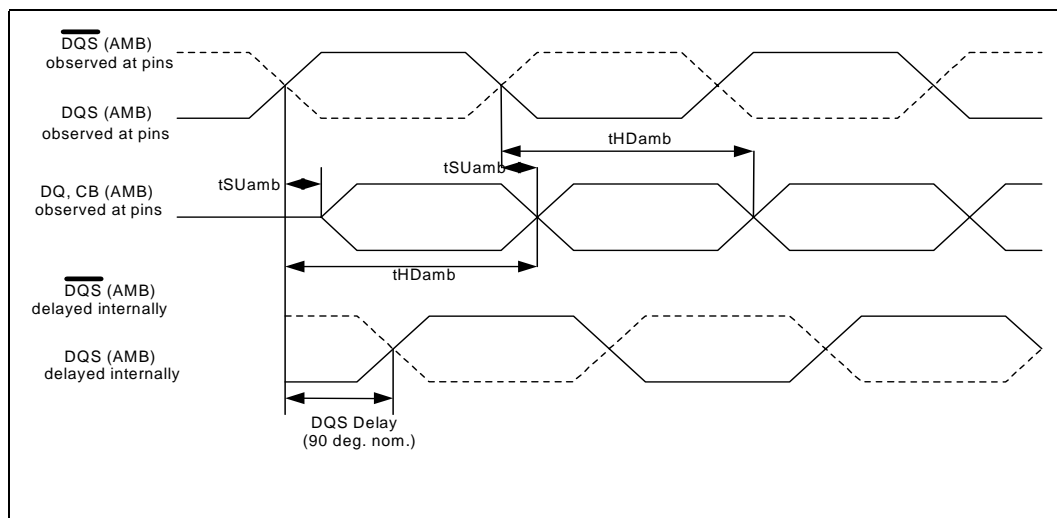 DQS (AMB)
observed at pins
DQS (AMB)
observed at pins
tHDamb
tSUamb
tSUamb
DQ, CB (AMB)
observed at pins
tHDamb
DQS (AMB)
delayed internally
DQS (AMB)
delayed internally
DQS Delay
(90 deg. nom.)